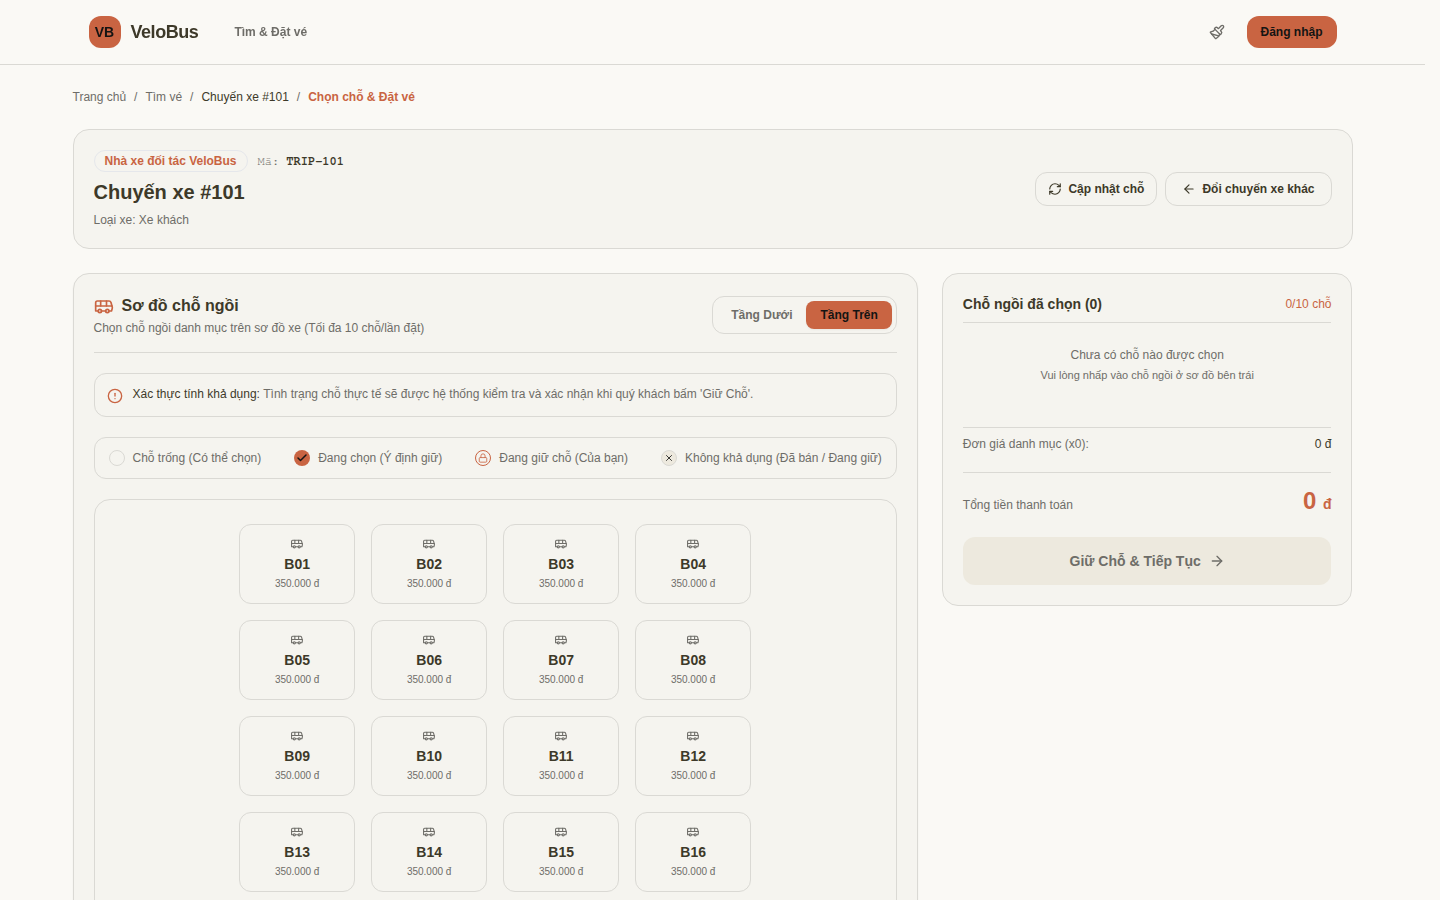 VB VeloBus Tìm & Đặt vé Đăng nhập
Trang chủ / Tìm vé / Chuyến xe #101 / Chọn chỗ & Đặt vé
Nhà xe đối tác VeloBus Mã: TRIP-101
Chuyến xe #101
Loại xe: Xe khách
Cập nhật chỗ Đổi chuyến xe khác
Sơ đồ chỗ ngồi
Chọn chỗ ngồi danh mục trên sơ đồ xe (Tối đa 10 chỗ/lần đặt)
Tầng Dưới Tầng Trên
Xác thực tính khả dụng: Tình trạng chỗ thực tế sẽ được hệ thống kiểm tra và xác nhận khi quý khách bấm 'Giữ Chỗ'.
Chỗ trống (Có thể chọn) Đang chọn (Ý định giữ) Đang giữ chỗ (Của bạn) Không khả dụng (Đã bán / Đang giữ)
B01 B02 B03 B04
350.000 đ 350.000 đ 350.000 đ 350.000 đ
B05 B06 B07 B08
350.000 đ 350.000 đ 350.000 đ 350.000 đ
B09 B10 B11 B12
350.000 đ 350.000 đ 350.000 đ 350.000 đ
B13 B14 B15 B16
350.000 đ 350.000 đ 350.000 đ 350.000 đ
Chỗ ngồi đã chọn (0) 0/10 chỗ
Chưa có chỗ nào được chọn
Vui lòng nhấp vào chỗ ngồi ở sơ đồ bên trái
Đơn giá danh mục (x0): 0 đ
Tổng tiền thanh toán 0 đ
Giữ Chỗ & Tiếp Tục